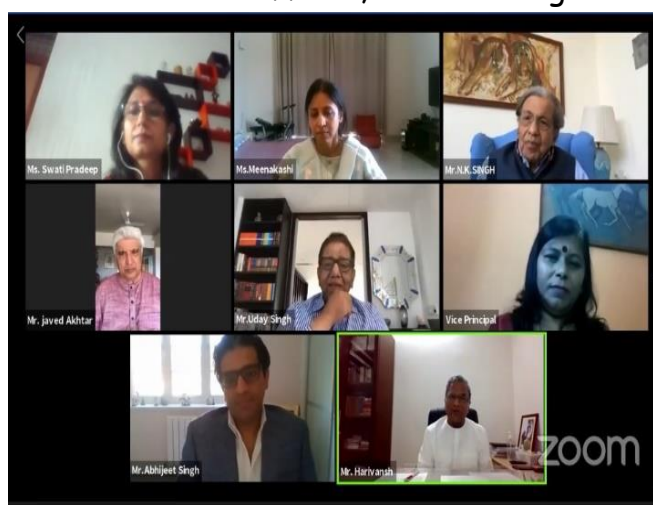 Ms. Swati Pradeep
Ms.Meenakashi
Mr.N.K.SINGH
Mr. javed Akhtar
Mr.Uday Singh
Vice Principal
Mr.Abhijeet Singh
Mr. Harivansh
zoom